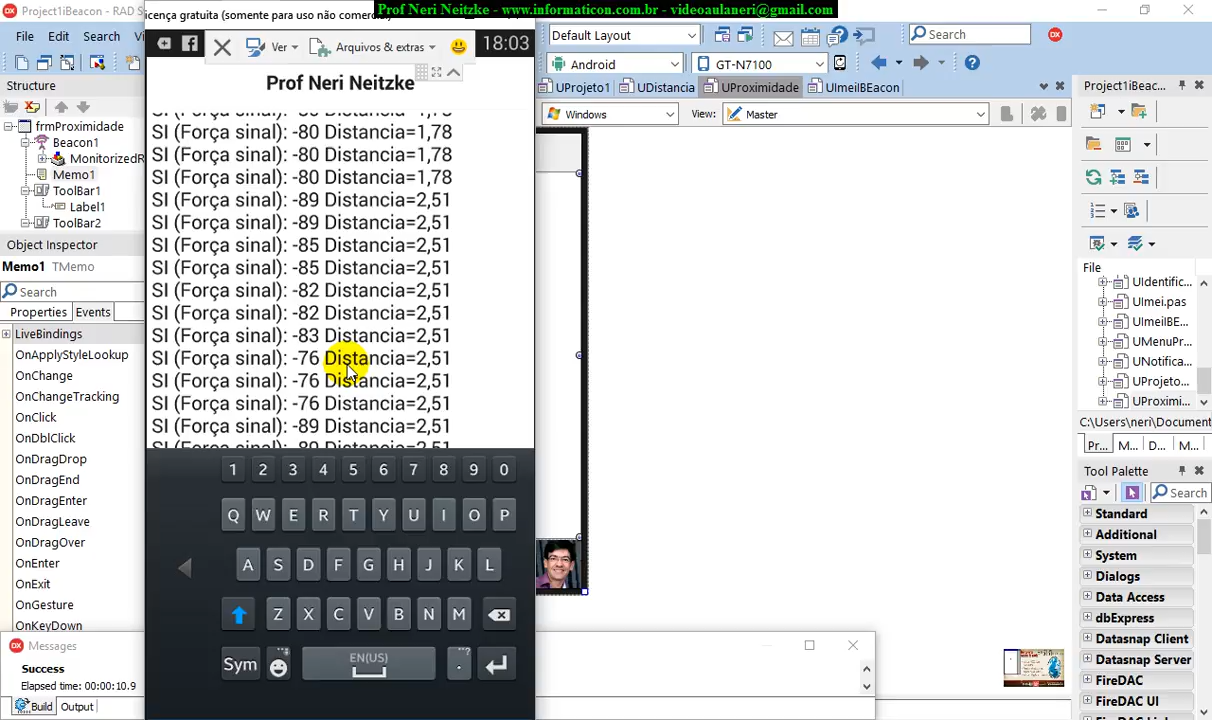 Prof Neri Neitzke - www.informaticon.com.br - videoaulaneri@gmail.com
Project1iBeacon - RAD S
icença gratuita (somente para uso não comercial
File Edit Search
Ver
Arquivos & extras
18:03
Prof Neri Neitzke
Default Layout
Search
Android
GT-N7100
UProjeto1 UDistancia UProximidade UImeiIBEacon
Windows
View:
Master
Structure
frmProximidade
Beacon1
MonitorizedR
Memo1
ToolBar1
Label1
ToolBar2
Object Inspector
Memo1 TMemo
Search
Properties Events
LiveBindings
OnApplyStyleLookup
OnChange
OnChangeTracking
OnClick
OnDblClick
OnDragDrop
OnDragEnd
OnDragEnter
OnDragLeave
OnDragOver
OnEnter
OnExit
OnGesture
OnKeyDown
SI (Força sinal): -80 Distancia=1,78
SI (Força sinal): -80 Distancia=1,78
SI (Força sinal): -80 Distancia=1,78
SI (Força sinal): -89 Distancia=2,51
SI (Força sinal): -89 Distancia=2,51
SI (Força sinal): -85 Distancia=2,51
SI (Força sinal): -85 Distancia=2,51
SI (Força sinal): -82 Distancia=2,51
SI (Força sinal): -82 Distancia=2,51
SI (Força sinal): -83 Distancia=2,51
SI (Força sinal): -76 Distancia=2,51
SI (Força sinal): -76 Distancia=2,51
SI (Força sinal): -76 Distancia=2,51
SI (Força sinal): -89 Distancia=2,51
1 2 3 4 5 6 7 8 9 0
Q W E R T Y U I O P
A S D F G H J K L
Z X C V B N M
Sym
EN(US)
Messages
Success
Elapsed time: 00:00:10.9
Build Output
Project1iBeac...
File
UIdentific...
UImei.pas
UImeiIBE...
UMenuPr...
UNotifica...
UProjeto...
UProximi...
C:\Users\neri\Document
Pr... M... D... M...
Tool Palette
Search
Standard
Additional
System
Dialogs
Data Access
dbExpress
Datasnap Client
Datasnap Server
FireDAC
FireDAC UI